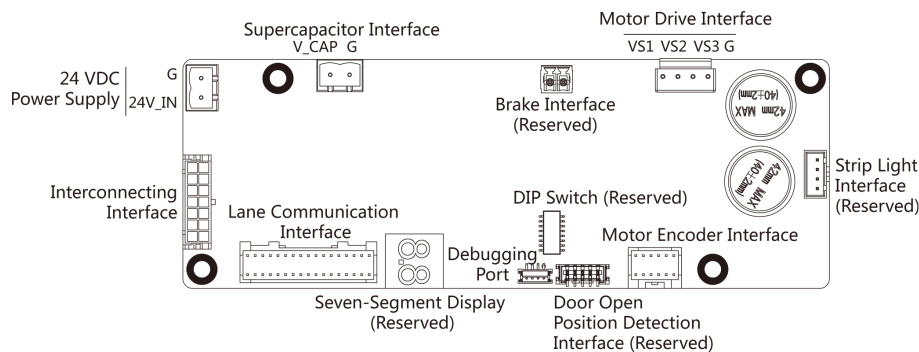 Supercapacitor Interface
V_CAP G
Motor Drive Interface
VS1 VS2 VS3 G
24 VDC
Power Supply
G
24V_IN
Brake Interface
(Reserved)
42mm MAX
(40±2mm)
42mm MAX
(40±2mm)
Strip Light
Interface
(Reserved)
Interconnecting
Interface
Lane Communication
Interface
DIP Switch (Reserved)
Motor Encoder Interface
Debugging
Port
Seven-Segment Display
(Reserved)
Door Open
Position Detection
Interface (Reserved)